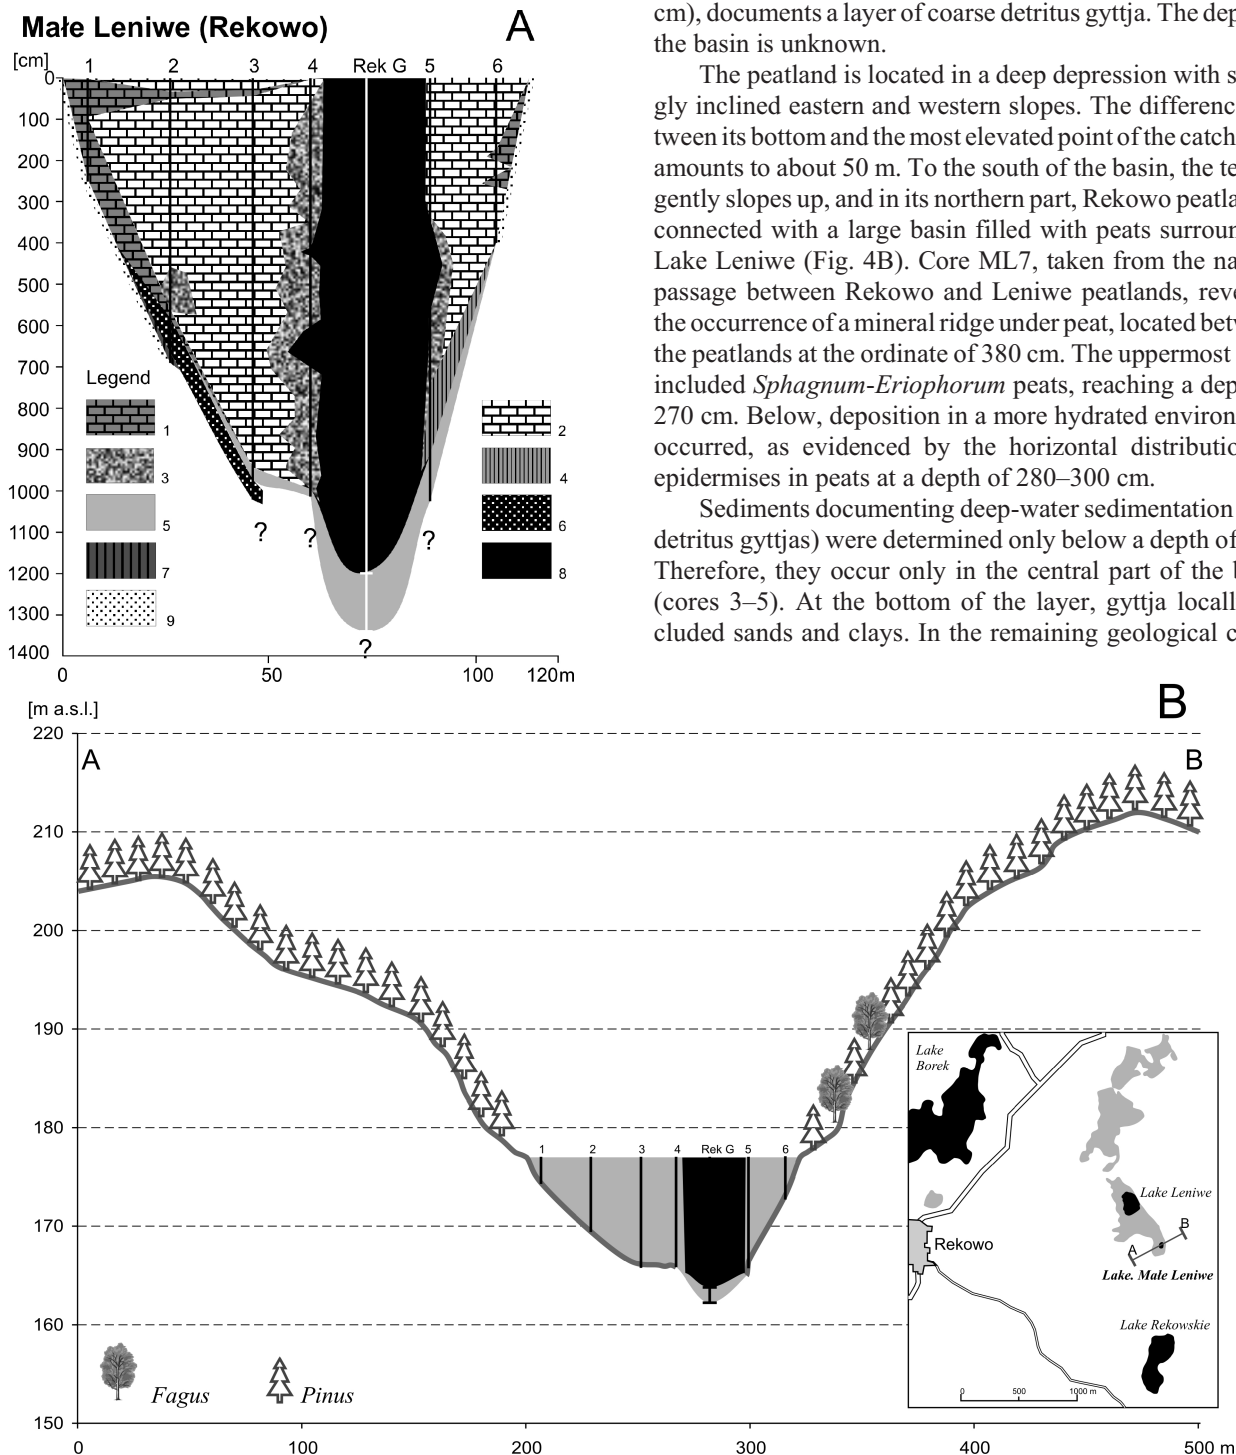 Małe Leniwe (Rekowo)
A
[cm]
1 2 3 4 Rek G 5 6
0
100
200
300
400
500
600
700
800
900
1000
1100
1200
1300
1400
Legend
1
2
3
4
5
6
7
8
9
? ? ?
?
0 50 100 120m
cm), documents a layer of coarse detritus gyttja. The dep
the basin is unknown.
The peatland is located in a deep depression with s
gly inclined eastern and western slopes. The differenc
tween its bottom and the most elevated point of the catch
amounts to about 50 m. To the south of the basin, the te
gently slopes up, and in its northern part, Rekowo peatla
connected with a large basin filled with peats surroun
Lake Leniwe (Fig. 4B). Core ML7, taken from the na
passage between Rekowo and Leniwe peatlands, reve
the occurrence of a mineral ridge under peat, located betv
the peatlands at the ordinate of 380 cm. The uppermost
included Sphagnum-Eriophorum peats, reaching a dep
270 cm. Below, deposition in a more hydrated environ
occurred, as evidenced by the horizontal distributio
epidermises in peats at a depth of 280–300 cm.
Sediments documenting deep-water sedimentation
detritus gyttjas) were determined only below a depth of
Therefore, they occur only in the central part of the b
(cores 3–5). At the bottom of the layer, gyttja locall
cluded sands and clays. In the remaining geological c
[m a.s.l.]
B
220
A
B
210
200
190
180
170
160
150
1 2 3 4 Rek G 5 6
Fagus
Pinus
0 100 200 300 400 500 m
Lake
Borek
Lake Leniwe
B
A
Rekowo
Lake. Małe Leniwe
Lake Rekowskie
0 500 1000 m